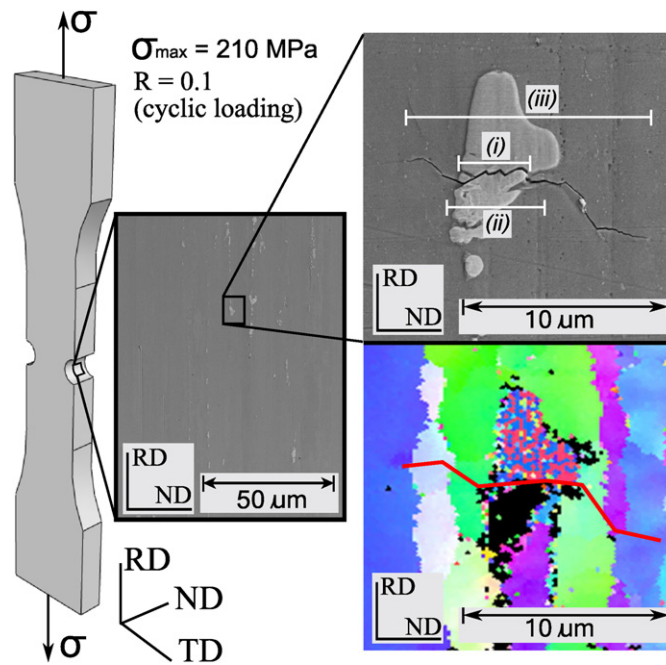 σ
σmax = 210 MPa
R = 0.1
(cyclic loading)
(iii)
(i)
(ii)
RD
ND
10 µm
RD
ND
50 µm
RD
ND
10 µm
RD
ND
TD
σ